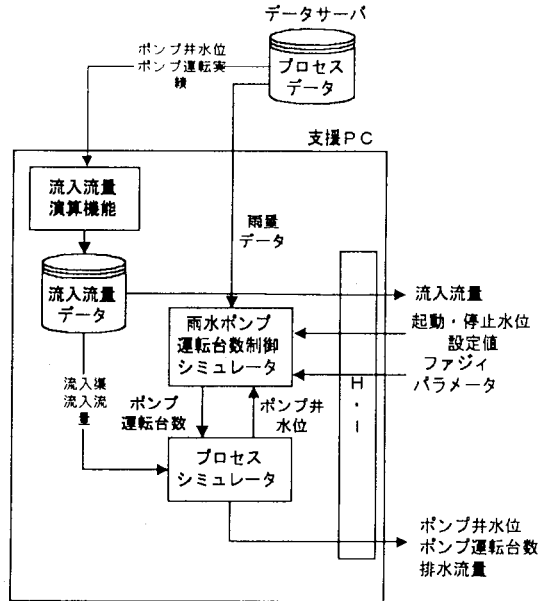 データサーバ
プロセス
データ
ポンプ井水位
ポンプ運転実
績
支援PC
流入流量
演算機能
雨量
データ
流入流量
データ
流入流量
雨水ポンプ
運転台数制御
シミュレータ
起動・停止水位
設定値
ファジィ
パラメータ
H・I
流入渠
流入流
量
ポンプ
運転台数
ポンプ井
水位
プロセス
シミュレータ
ポンプ井水位
ポンプ運転台数
排水流量